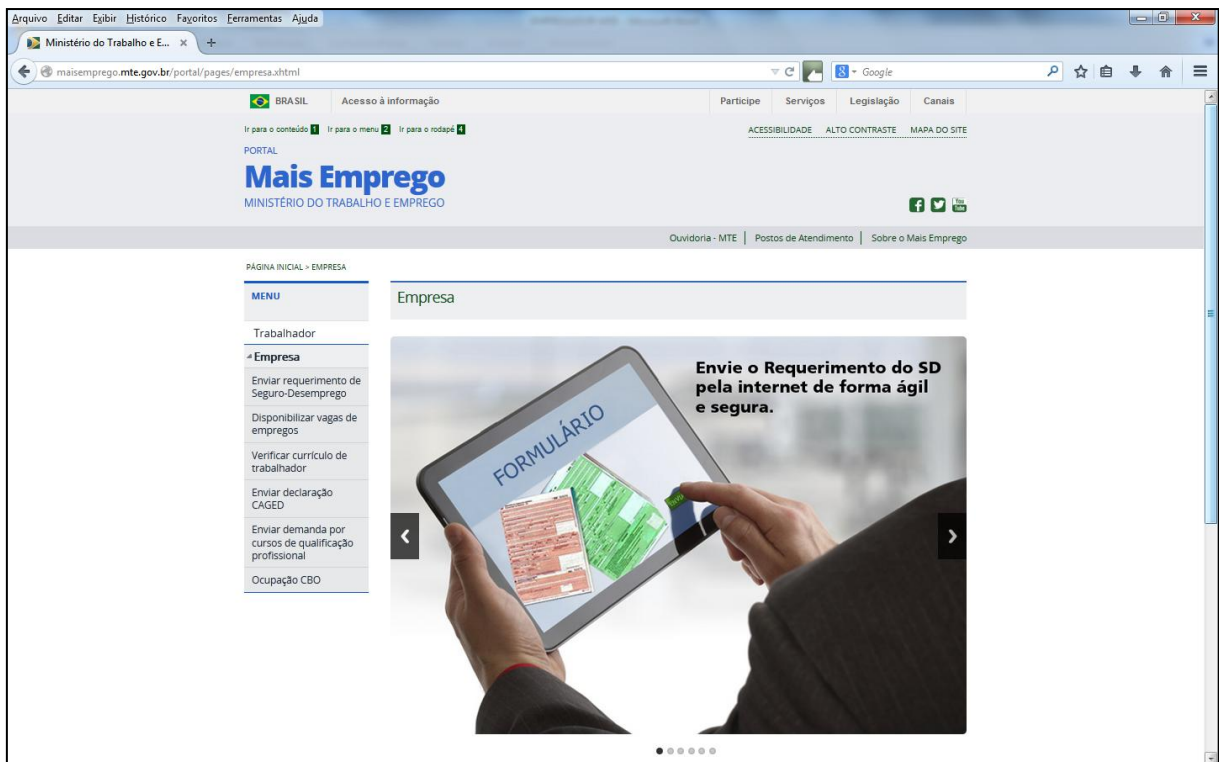 Arquivo Editar Exibir Histórico Favoritos Ferramentas Ajuda
Ministério do Trabalho e E... × +
maisemprego.mte.gov.br/portal/pages/empresa.xhtml
Google
BRASIL Acesso à informação Participe Serviços Legislação Canais
Ir para o conteúdo 1 Ir para o menu 2 Ir para o rodapé 4 ACESSIBILIDADE ALTO CONTRASTE MAPA DO SITE
PORTAL
Mais Emprego
MINISTÉRIO DO TRABALHO E EMPREGO
You Tube
Ouvidoria - MTE | Postos de Atendimento | Sobre o Mais Emprego
PÁGINA INICIAL > EMPRESA
MENU
Trabalhador
Empresa
Enviar requerimento de
Seguro-Desemprego
Disponibilizar vagas de
empregos
Verificar currículo de
trabalhador
Enviar declaração
CAGED
Enviar demanda por
cursos de qualificação
profissional
Ocupação CBO
Empresa
Envie o Requerimento do SD
pela internet de forma ágil
e segura.
FORMULÁRIO